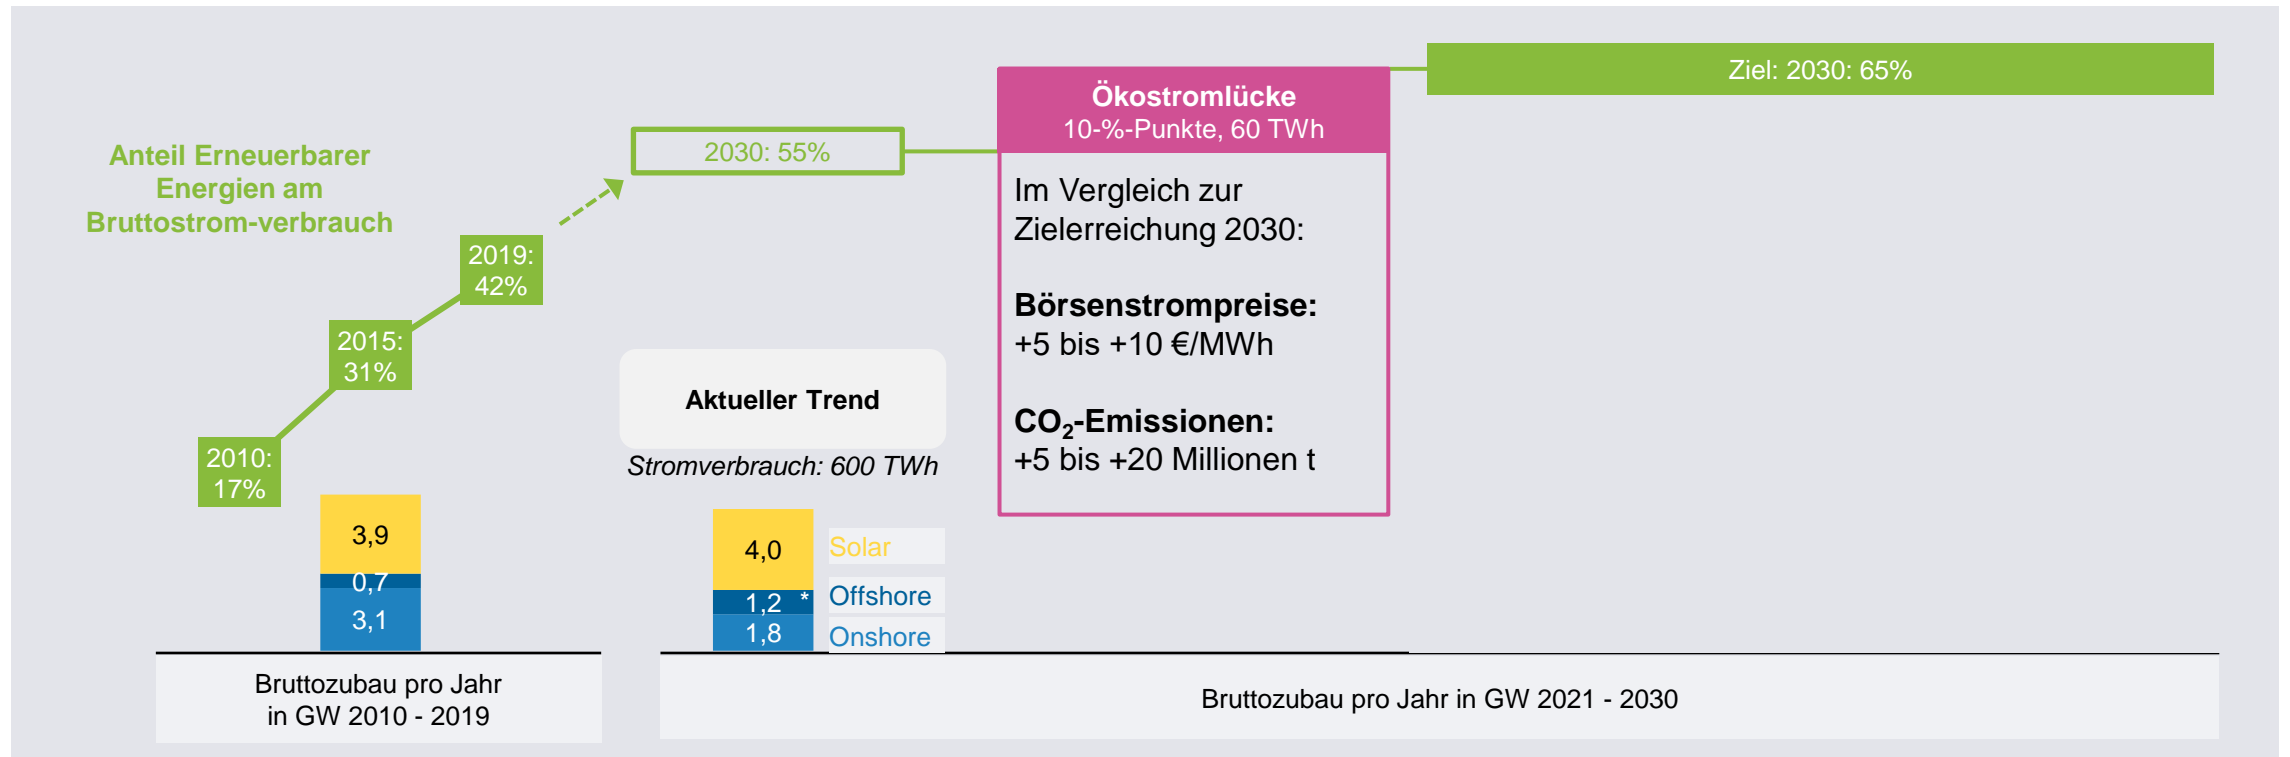 Ziel: 2030: 65%
Ökostromlücke
10-%-Punkte, 60 TWh
2030: 55%
Anteil Erneuerbarer
Energien am
Bruttostrom-verbrauch
Im Vergleich zur
Zielerreichung 2030:
Börsenstrompreise:
+5 bis +10 €/MWh
CO₂-Emissionen:
+5 bis +20 Millionen t
2019:
42%
2015:
31%
2010:
17%
Aktueller Trend
Stromverbrauch: 600 TWh
3,9
0,7
3,1
4,0
Solar
1,2 *
Offshore
1,8
Onshore
Bruttozubau pro Jahr
in GW 2010 - 2019
Bruttozubau pro Jahr in GW 2021 - 2030